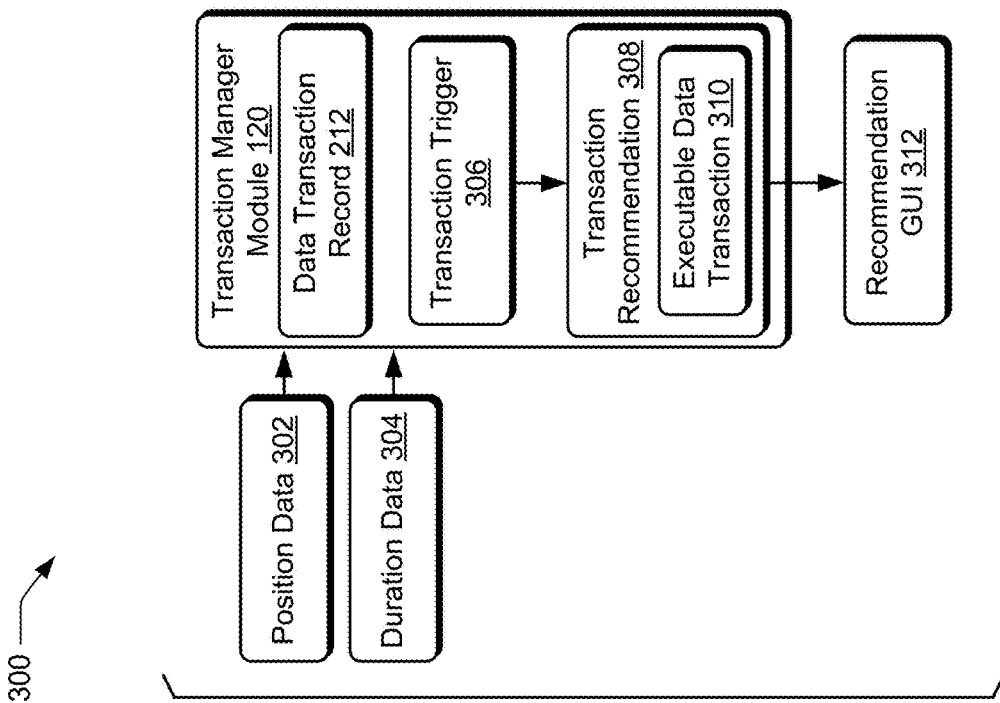 300
Position Data 302
Duration Data 304
Transaction Manager
Module 120
Data Transaction
Record 212
Transaction Trigger
306
Transaction
Recommendation 308
Executable Data
Transaction 310
Recommendation
GUI 312